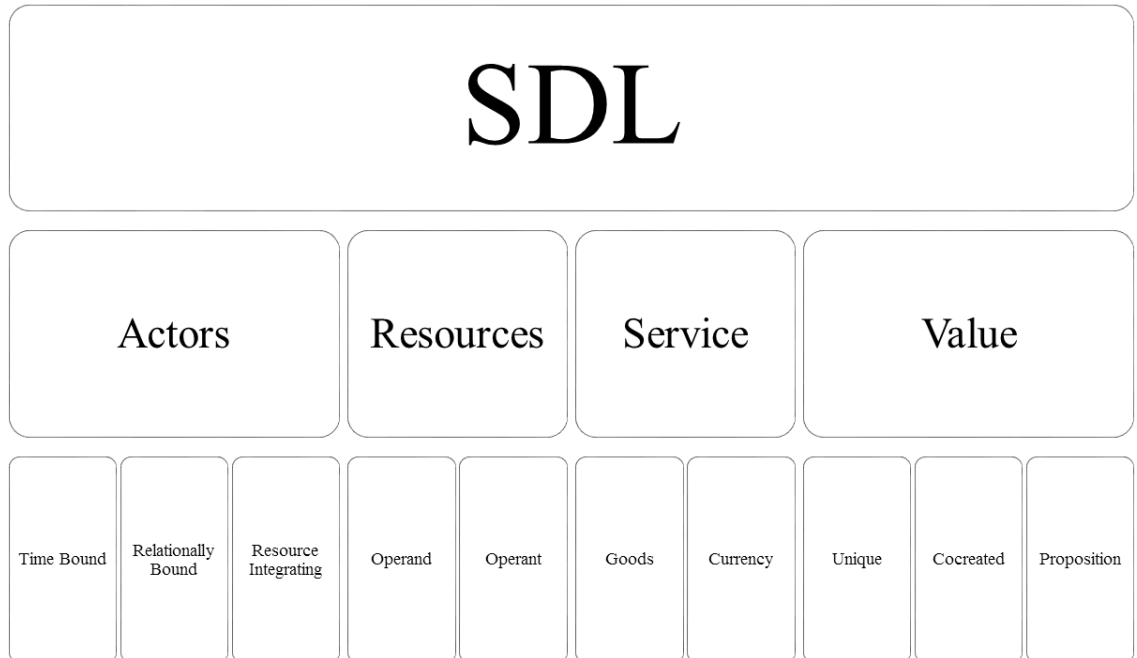 SDL
Actors
Resources
Service
Value
Time Bound
Relationally
Bound
Resource
Integrating
Operand
Operant
Goods
Currency
Unique
Cocreated
Proposition